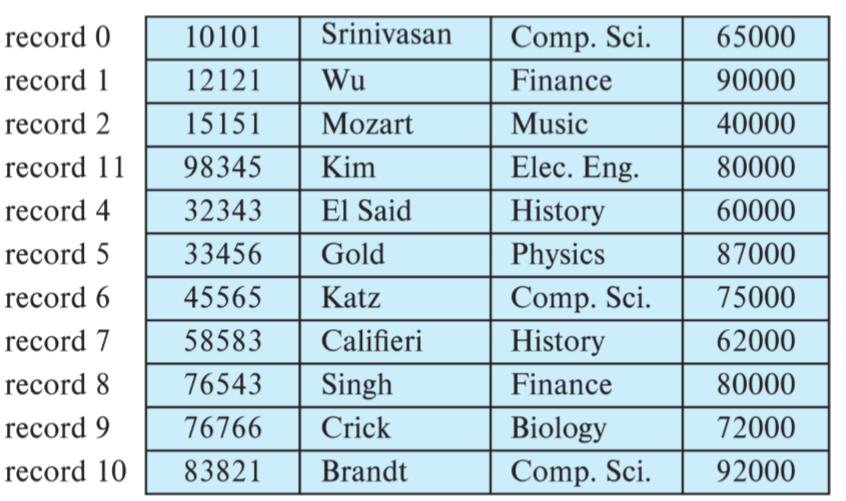 record 0 10101 Srinivasan Comp. Sci. 65000
record 1 12121 Wu Finance 90000
record 2 15151 Mozart Music 40000
record 11 98345 Kim Elec. Eng. 80000
record 4 32343 El Said History 60000
record 5 33456 Gold Physics 87000
record 6 45565 Katz Comp. Sci. 75000
record 7 58583 Califieri History 62000
record 8 76543 Singh Finance 80000
record 9 76766 Crick Biology 72000
record 10 83821 Brandt Comp. Sci. 92000